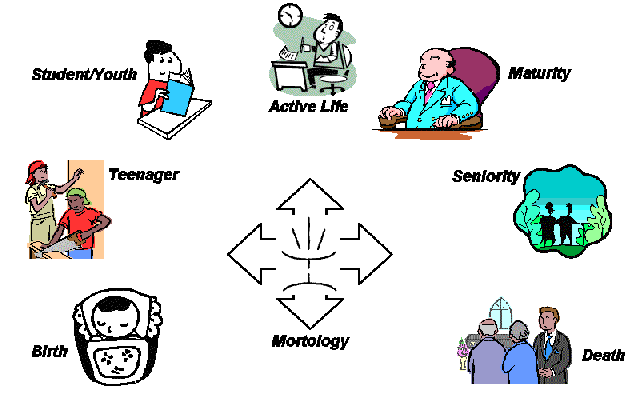 Student/Youth
Active Life
Maturity
Teenager
Seniority
Birth
Mortology
Death